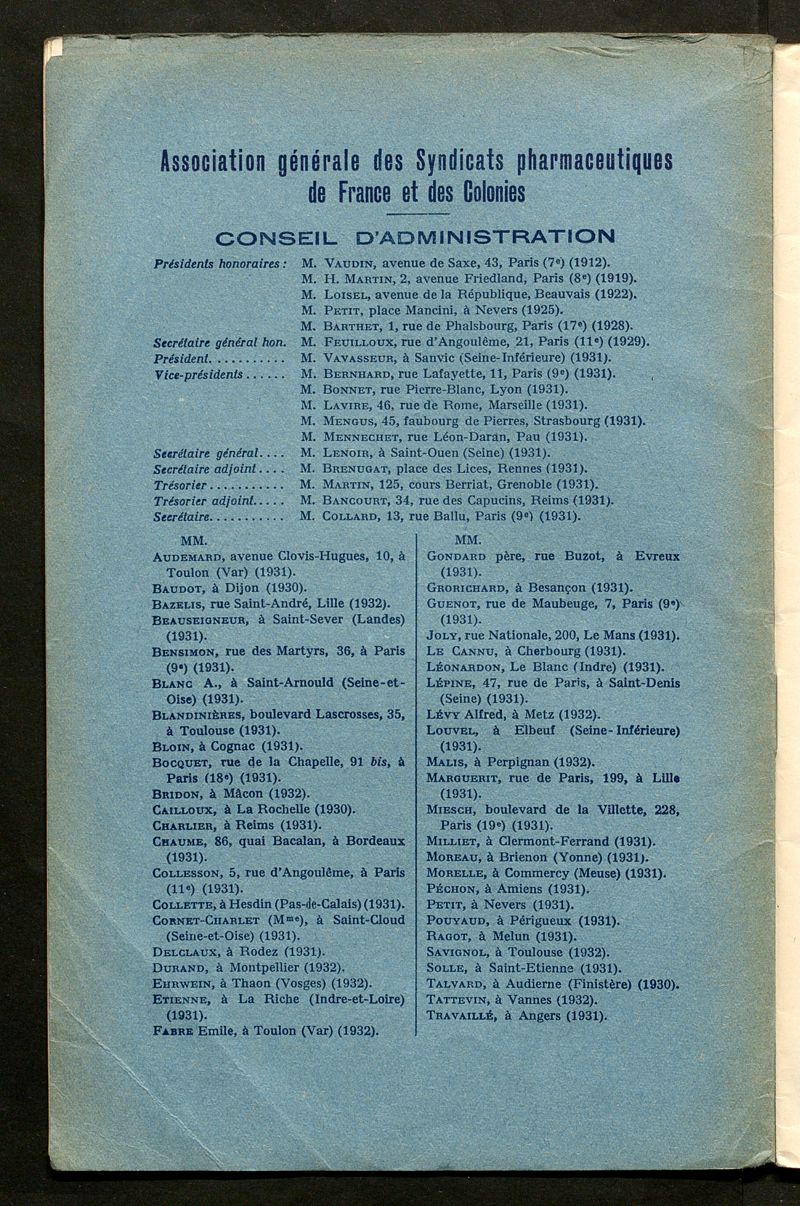 Association générale des Syndicats pharmaceutiques
de France et des Colonies
CONSEIL D'ADMINISTRATION
Présidents honoraires : M. VAUDIN, avenue de Saxe, 43, Paris (7e) (1912).
M. H. MARTIN, 2, avenue Friedland, Paris (8e) (1919).
M. LOISEL, avenue de la République, Beauvais (1922).
M. PETIT, place Mancini, à Nevers (1925).
M. BARTHET, 1, rue de Phalsbourg, Paris (17e) (1928).
Secrétaire général hon. M. FEUILLOUX, rue d'Angoulême, 21, Paris (11e) (1929).
Président. . . . . . . . . . . M. VAVASSEUR, à Sanvic (Seine-Inférieure) (1931).
Vice-présidents . . . . . . M. BERNHARD, rue Lafayette, 11, Paris (9e) (1931).
M. BONNET, rue Pierre-Blanc, Lyon (1931).
M. LAVIRE, 46, rue de Rome, Marseille (1931).
M. MENGUS, 45, faubourg de Pierres, Strasbourg (1931).
M. MENNECHET, rue Léon-Daran, Pau (1931).
Secrétaire général. . . . M. LENOIR, à Saint-Ouen (Seine) (1931).
Secrétaire adjoint . . . . M. BRENUGAT, place des Lices, Rennes (1931).
Trésorier . . . . . . . . . . . M. MARTIN, 125, cours Berriat, Grenoble (1931).
Trésorier adjoint. . . . . M. BANCOURT, 34, rue des Capucins, Reims (1931).
Secrétaire. . . . . . . . . . . M. COLLARD, 13, rue Ballu, Paris (9e) (1931).
MM.
AUDEMARD, avenue Clovis-Hugues, 10, à
Toulon (Var) (1931).
BAUDOT, à Dijon (1930).
BAZELIS, rue Saint-André, Lille (1932).
BEAUSEIGNEUR, à Saint-Sever (Landes)
(1931).
BENSIMON, rue des Martyrs, 36, à Paris
(9e) (1931).
BLANC A., à Saint-Arnould (Seine-et-
Oise) (1931).
BLANDINIÈRES, boulevard Lascrosses, 35,
à Toulouse (1931).
BLOIN, à Cognac (1931).
BOCQUET, rue de la Chapelle, 91 bis, à
Paris (18e) (1931).
BRIDON, à Mâcon (1932).
CAILLOUX, à La Rochelle (1930).
CHARLIER, à Reims (1931).
CHAUME, 86, quai Bacalan, à Bordeaux
(1931).
COLLESSON, 5, rue d'Angoulême, à Paris
(11e) (1931).
COLLETTE, à Hesdin (Pas-de-Calais) (1931).
CORNET-CHARLET (Mme), à Saint-Cloud
(Seine-et-Oise) (1931).
DELCLAUX, à Rodez (1931).
DURAND, à Montpellier (1932).
EHRWEIN, à Thaon (Vosges) (1932).
ETIENNE, à La Riche (Indre-et-Loire)
(1931).
FABRE Emile, à Toulon (Var) (1932).
MM.
GONDARD père, rue Buzot, à Evreux
(1931).
GRORICHARD, à Besançon (1931).
GUENOT, rue de Maubeuge, 7, Paris (9e)
(1931).
JOLY, rue Nationale, 200, Le Mans (1931).
LE CANNU, à Cherbourg (1931).
LÉONARDON, Le Blanc (Indre) (1931).
LÉPINE, 47, rue de Paris, à Saint-Denis
(Seine) (1931).
LÉVY Alfred, à Metz (1932).
LOUVEL, à Elbeuf (Seine-Inférieure)
(1931).
MALIS, à Perpignan (1932).
MARGUERIT, rue de Paris, 199, à Lille
(1931).
MIESCH, boulevard de la Villette, 228,
Paris (19e) (1931).
MILLIET, à Clermont-Ferrand (1931).
MOREAU, à Brienon (Yonne) (1931).
MORELLE, à Commercy (Meuse) (1931).
PÉCHON, à Amiens (1931).
PETIT, à Nevers (1931).
POUYAUD, à Périgueux (1931).
RAGOT, à Melun (1931).
SAVIGNOL, à Toulouse (1932).
SOLLE, à Saint-Etienne (1931).
TALVARD, à Audierne (Finistère) (1930).
TATTEVIN, à Vannes (1932).
TRAVAILLÉ, à Angers (1931).